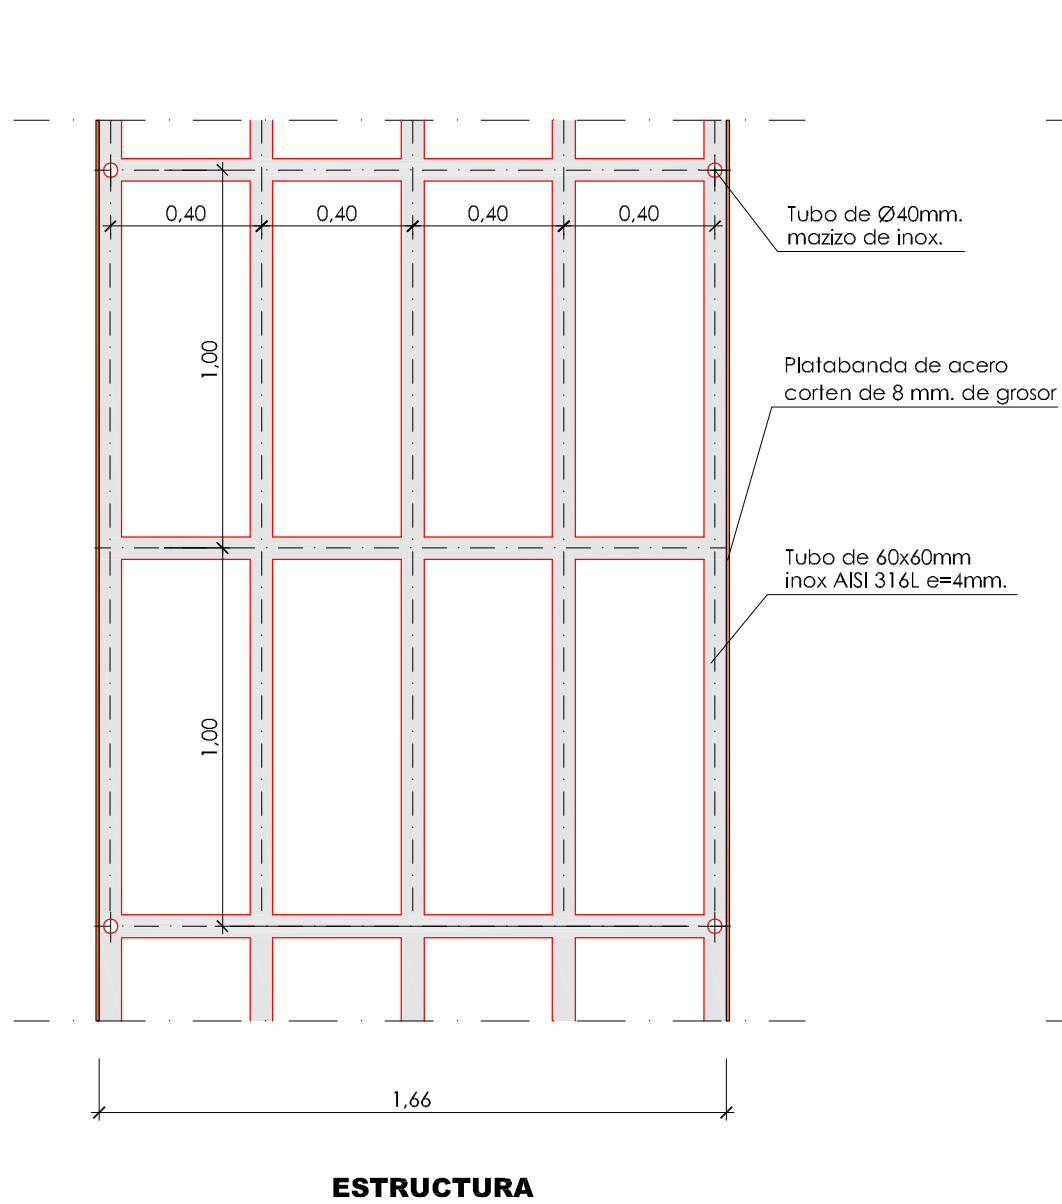 0,40 0,40 0,40 0,40
Tubo de Ø40mm.
mazizo de inox.
1,00
Platabanda de acero
corten de 8 mm. de grosor
Tubo de 60x60mm
inox AISI 316L e=4mm.
1,00
1,66
ESTRUCTURA